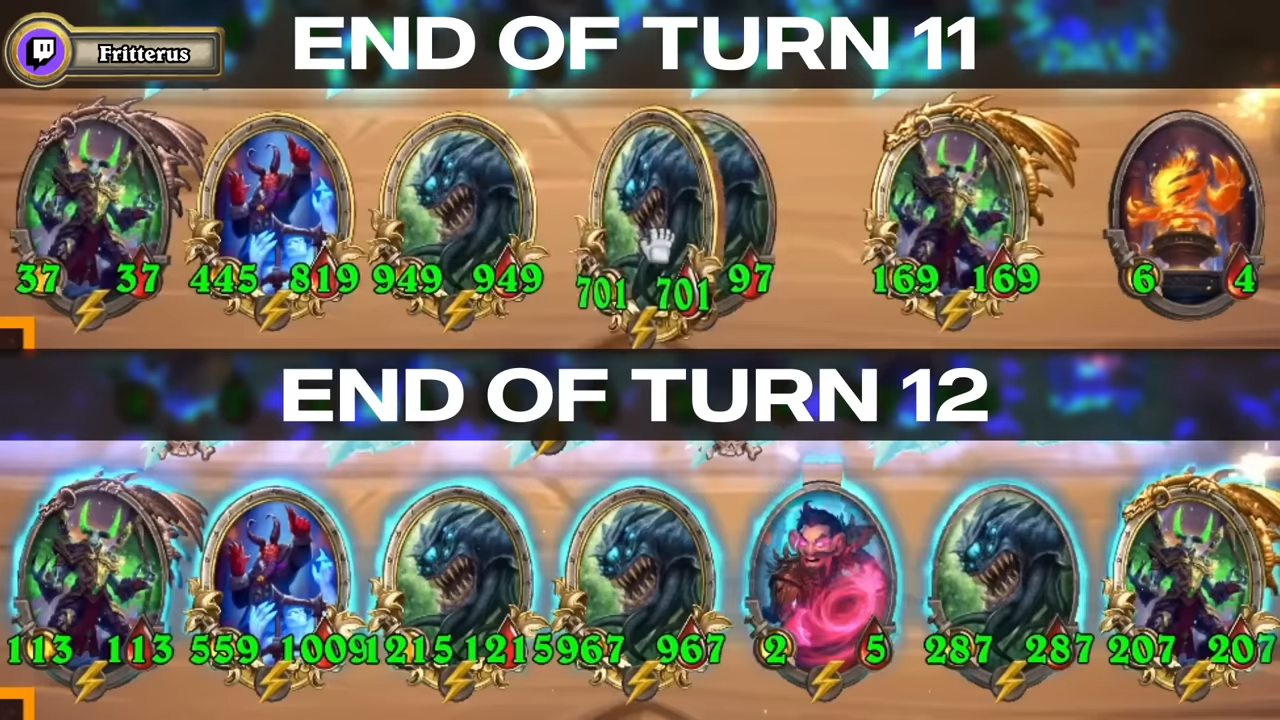 Fritterus
END OF TURN 11
37 37 445 819 949 949 701 701 97 169 169 6 4
END OF TURN 12
113 113 559 1009 1215 1215 967 967 2 5 287 287 207 207